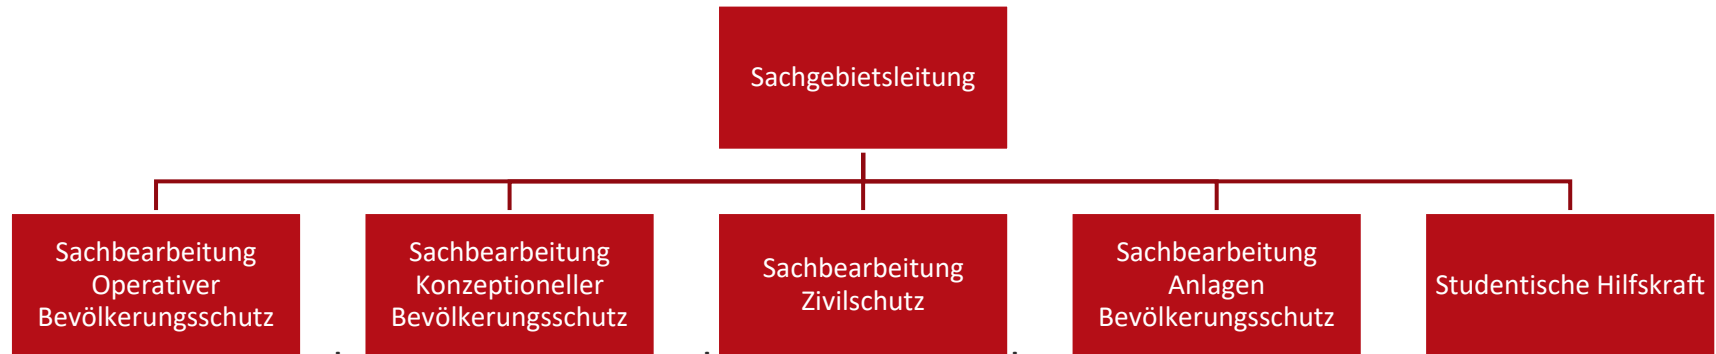 Sachgebietsleitung
Sachbearbeitung
Operativer
Bevölkerungsschutz
Sachbearbeitung
Konzeptioneller
Bevölkerungsschutz
Sachbearbeitung
Zivilschutz
Sachbearbeitung
Anlagen
Bevölkerungsschutz
Studentische Hilfskraft